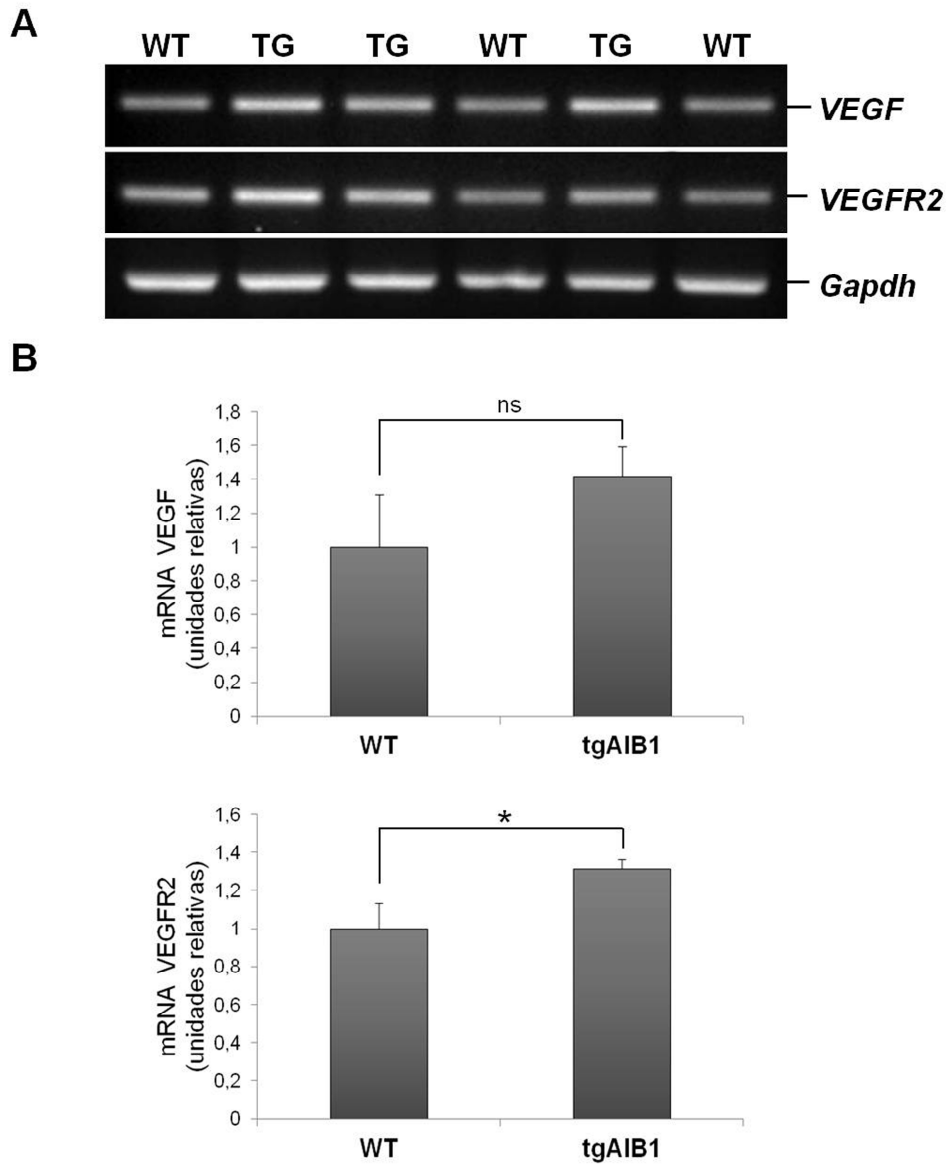 A
WT TG TG WT TG WT
VEGF
VEGFR2
Gapdh
B
ns
mRNA VEGF
(unidades relativas)
1,8
1,6
1,4
1,2
1
0,8
0,6
0,4
0,2
0
WT tgAIB1
*
mRNA VEGFR2
(unidades relativas)
1,6
1,4
1,2
1
0,8
0,6
0,4
0,2
0
WT tgAIB1